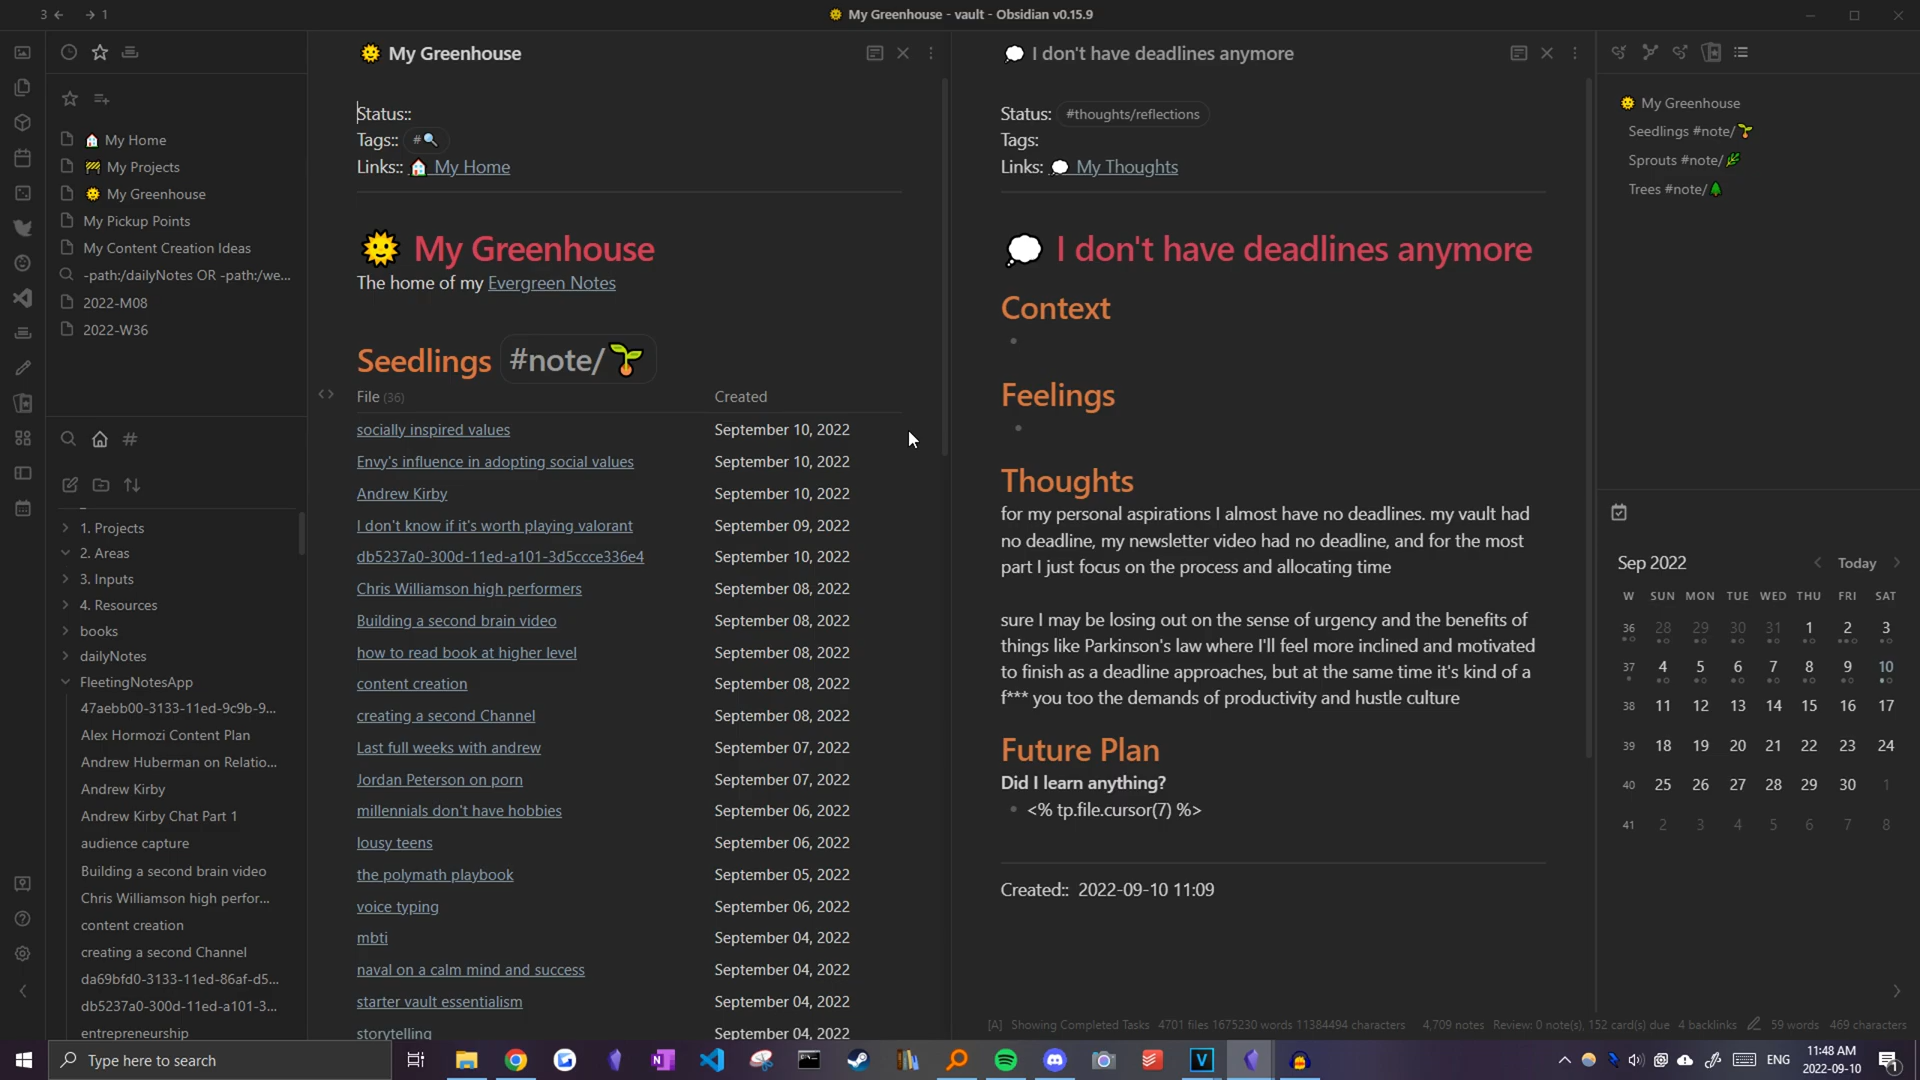 3
1
My Greenhouse - vault - Obsidian v0.15.9
My Home
My Projects
My Greenhouse
My Pickup Points
My Content Creation Ideas
-path:/dailyNotes OR -path:/we...
2022-M08
2022-W36
1. Projects
2. Areas
3. Inputs
4. Resources
books
dailyNotes
FleetingNotesApp
47aebb00-3133-11ed-9c9b-9...
Alex Hormozi Content Plan
Andrew Huberman on Relatio...
Andrew Kirby
Andrew Kirby Chat Part 1
audience capture
Building a second brain video
Chris Williamson high perfor...
content creation
creating a second Channel
da69bfd0-3133-11ed-86af-d5...
db5237a0-300d-11ed-a101-3...
entrepreneurship
🌞 My Greenhouse
Status::
Tags:: #🔍
Links:: 🏠 My Home
🌞 My Greenhouse
The home of my Evergreen Notes
Seedlings #note/🌱
File (36) Created
socially inspired values September 10, 2022
Envy's influence in adopting social values September 10, 2022
Andrew Kirby September 10, 2022
I don't know if it's worth playing valorant September 09, 2022
db5237a0-300d-11ed-a101-3d5ccce336e4 September 10, 2022
Chris Williamson high performers September 08, 2022
Building a second brain video September 08, 2022
how to read book at higher level September 08, 2022
content creation September 08, 2022
creating a second Channel September 08, 2022
Last full weeks with andrew September 07, 2022
Jordan Peterson on porn September 07, 2022
millennials don't have hobbies September 06, 2022
lousy teens September 06, 2022
the polymath playbook September 05, 2022
voice typing September 06, 2022
mbti September 04, 2022
naval on a calm mind and success September 04, 2022
starter vault essentialism September 04, 2022
storytelling September 04, 2022
💭 I don't have deadlines anymore
Status: #thoughts/reflections
Tags:
Links: 💭 My Thoughts
💭 I don't have deadlines anymore
Context
Feelings
Thoughts
for my personal aspirations I almost have no deadlines. my vault had
no deadline, my newsletter video had no deadline, and for the most
part I just focus on the process and allocating time
sure I may be losing out on the sense of urgency and the benefits of
things like Parkinson's law where I'll feel more inclined and motivated
to finish as a deadline approaches, but at the same time it's kind of a
f*** you too the demands of productivity and hustle culture
Future Plan
Did I learn anything?
<% tp.file.cursor(7) %>
Created:: 2022-09-10 11:09
🌞 My Greenhouse
Seedlings #note/🌱
Sprouts #note/🌿
Trees #note/🌲
Sep 2022 Today
W SUN MON TUE WED THU FRI SAT
36 28 29 30 31 1 2 3
37 4 5 6 7 8 9 10
38 11 12 13 14 15 16 17
39 18 19 20 21 22 23 24
40 25 26 27 28 29 30 1
41 2 3 4 5 6 7 8
[A] Showing Completed Tasks 4701 files 1675230 words 11384494 characters 4,709 notes Review: 0 note(s), 152 card(s) due 4 backlinks 59 words 469 characters
Type here to search
ENG
11:48 AM
2022-09-10
1